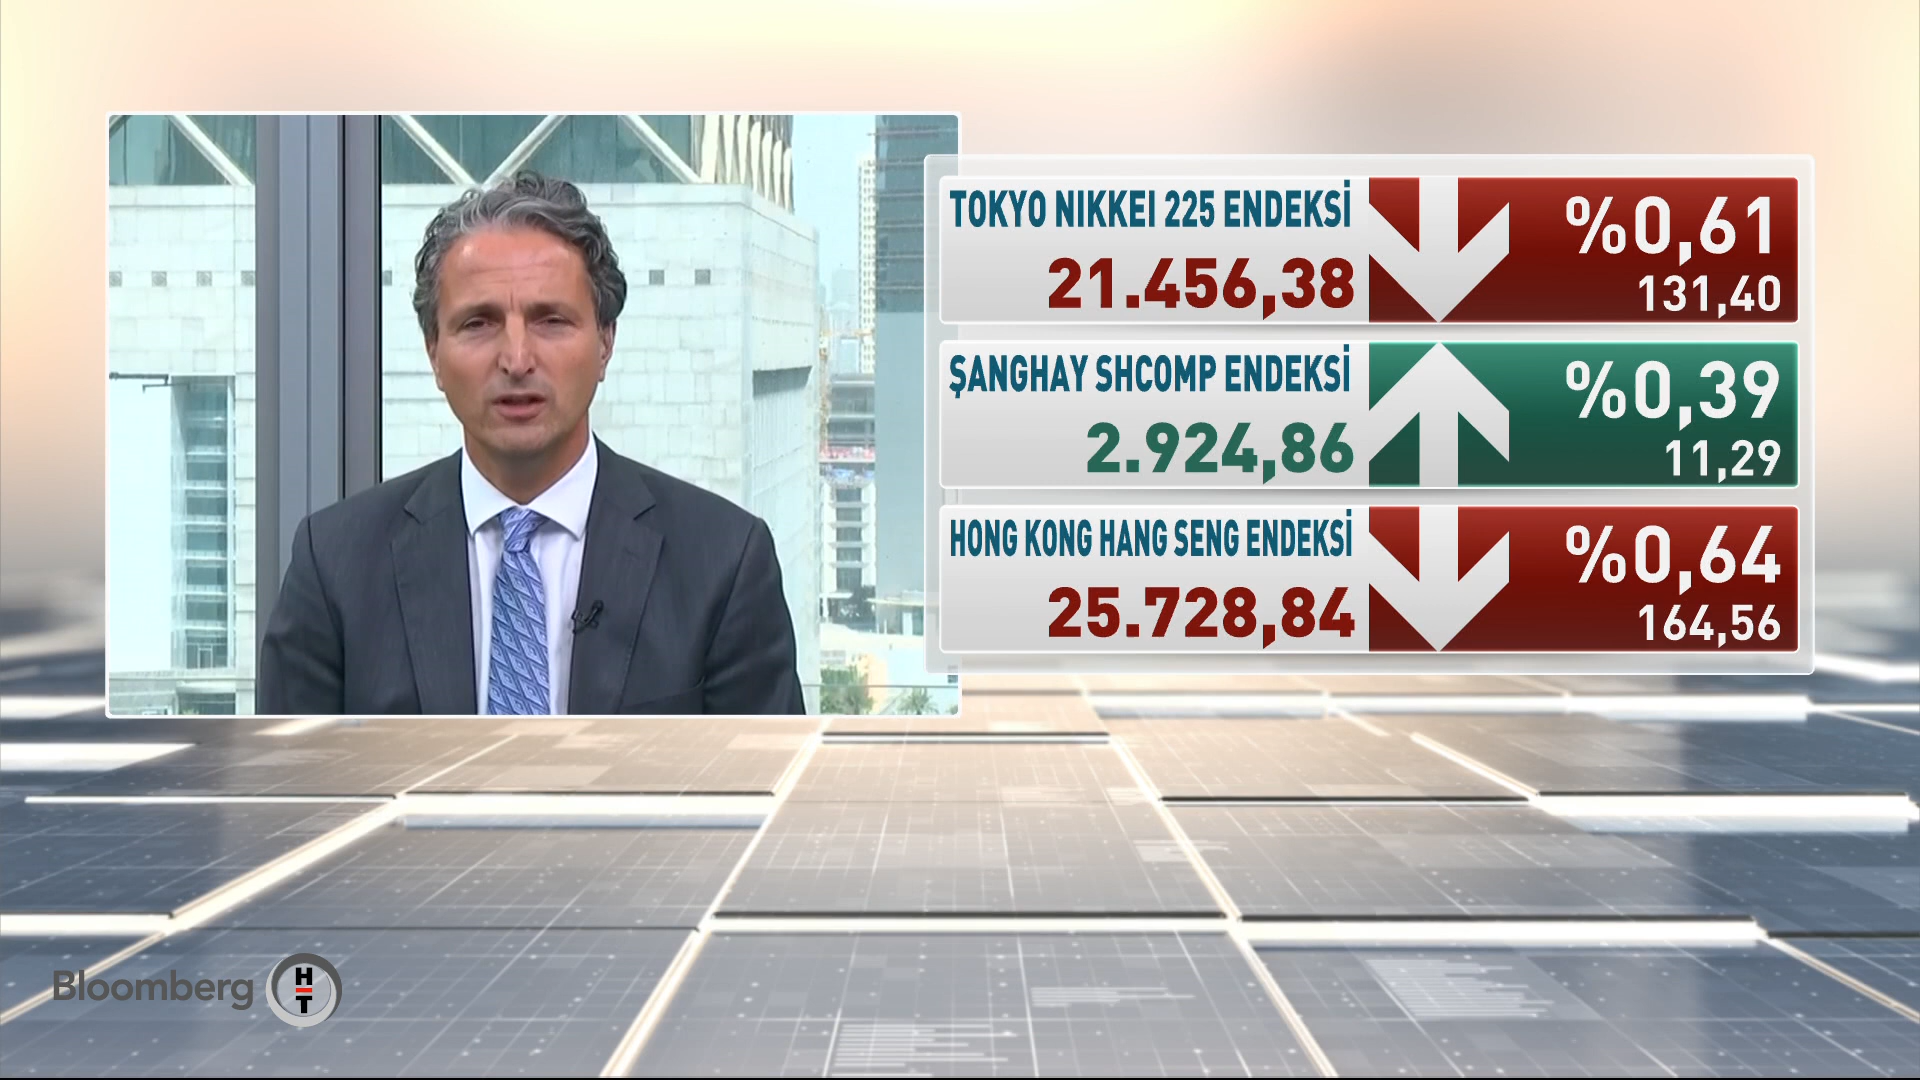 TOKYO NIKKEI 225 ENDEKSİ
21.456,38
%0,61
131,40
ŞANGHAY SHCOMP ENDEKSİ
2.924,86
%0,39
11,29
HONG KONG HANG SENG ENDEKSİ
25.728,84
%0,64
164,56
Bloomberg HT